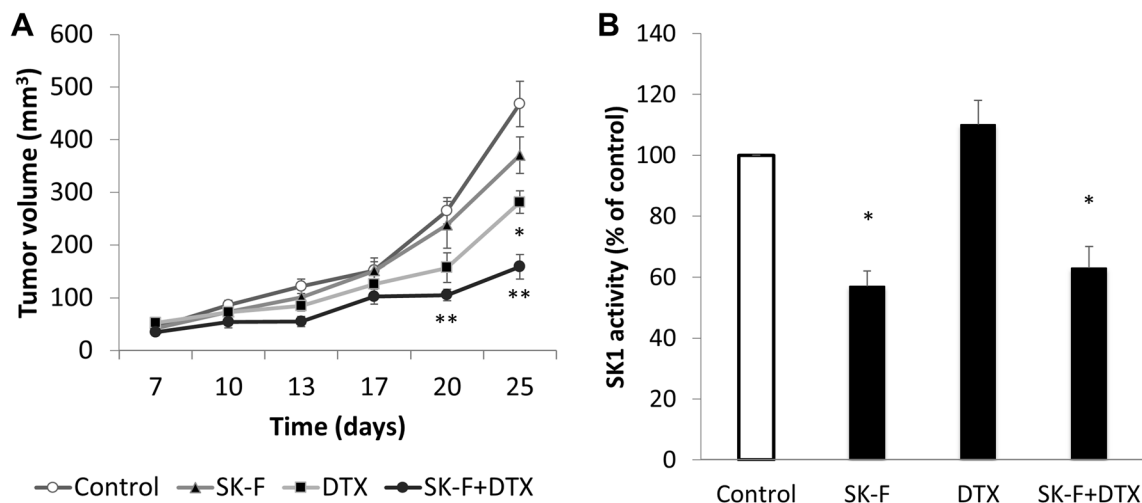 A
Tumor volume (mm³)
600
500
400
300
200
100
0
*
**
**
7 10 13 17 20 25
Time (days)
Control SK-F DTX SK-F+DTX
B
SK1 activity (% of control)
140
120
100
80
60
40
20
0
* *
Control SK-F DTX SK-F+DTX